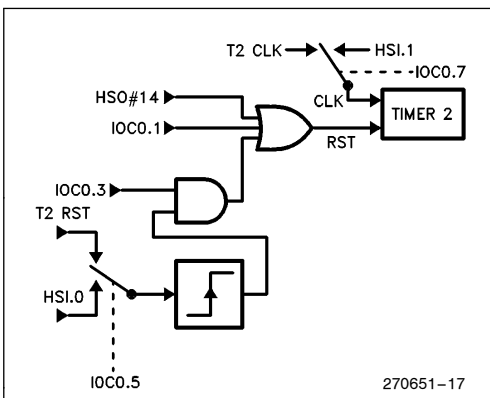 T2 CLK HSI.1
IOC0.7
HSO#14
CLK
TIMER 2
IOC0.1
RST
IOC0.3
T2 RST
HSI.0
IOC0.5
270651-17